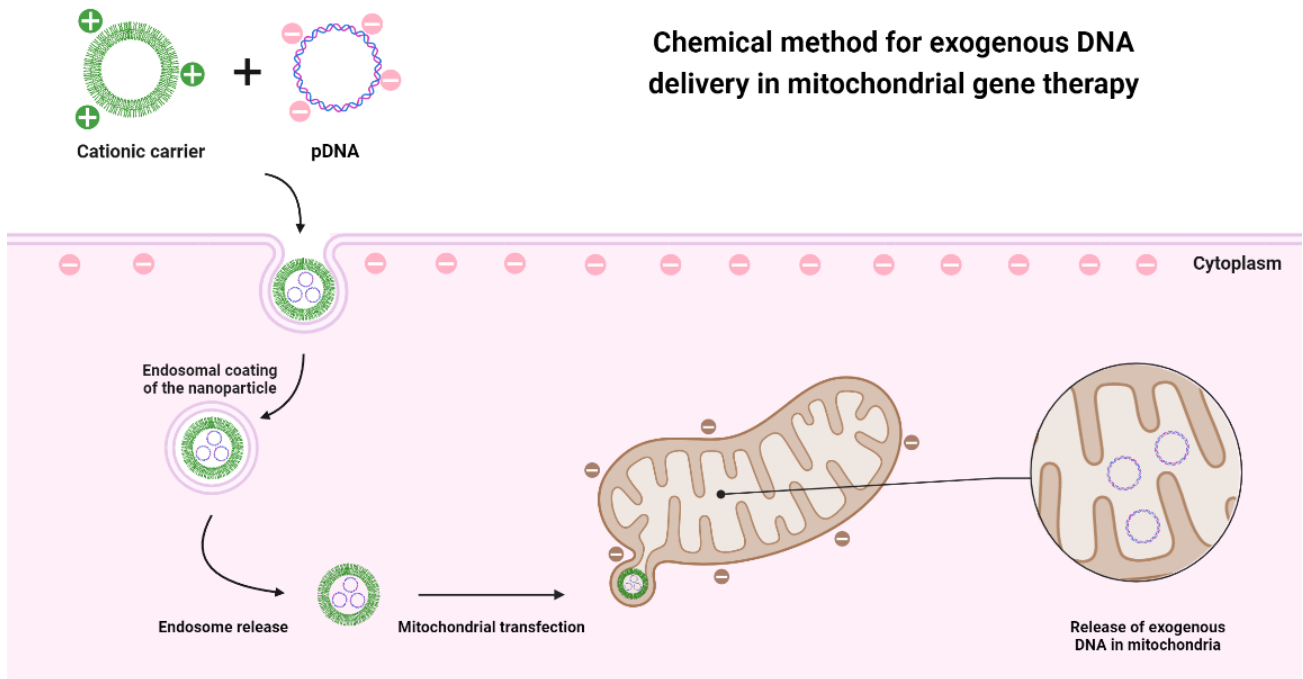 Chemical method for exogenous DNA
delivery in mitochondrial gene therapy
Cationic carrier
pDNA
Cytoplasm
Endosomal coating
of the nanoparticle
Endosome release
Mitochondrial transfection
Release of exogenous
DNA in mitochondria